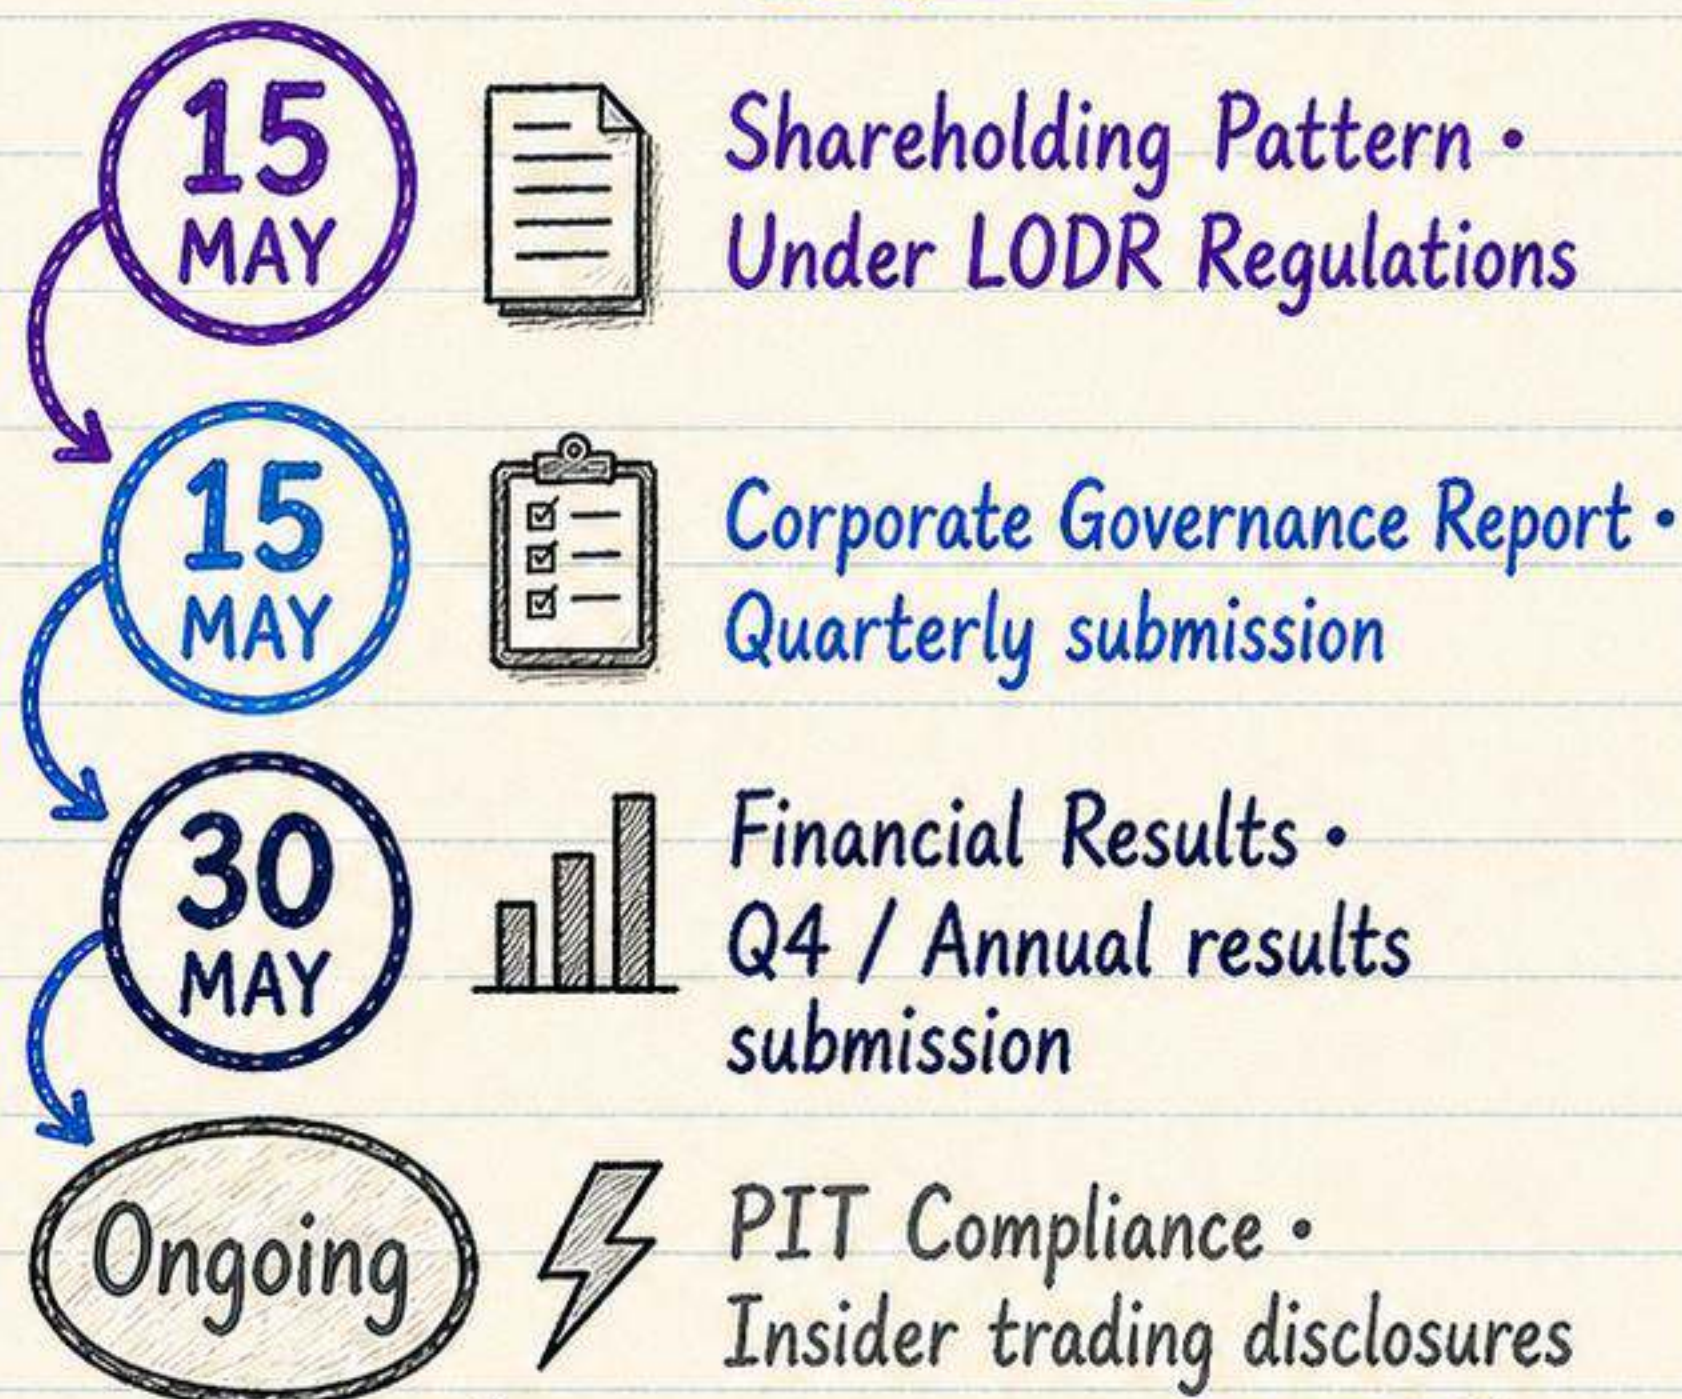 15
MAY
Shareholding Pattern •
Under LODR Regulations
15
MAY
Corporate Governance Report •
Quarterly submission
30
MAY
Financial Results •
Q4 / Annual results
submission
Ongoing
PIT Compliance •
Insider trading disclosures